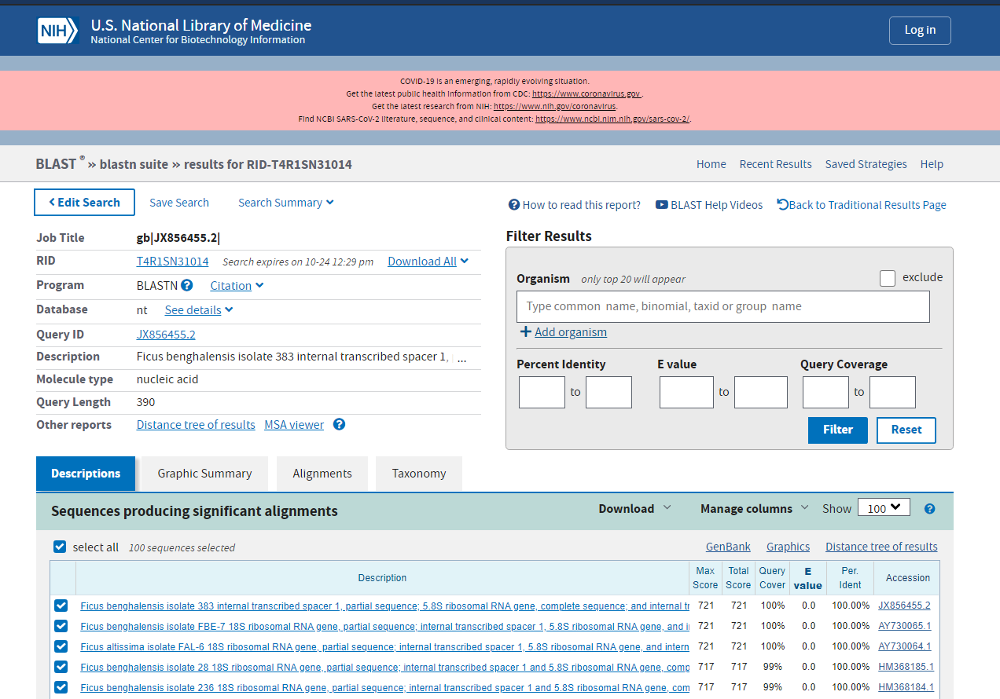 NIH
U.S. National Library of Medicine
National Center for Biotechnology Information
Log in
COVID-19 is an emerging, rapidly evolving situation.
Get the latest public health information from CDC: https://www.coronavirus.gov .
Get the latest research from NIH: https://www.nih.gov/coronavirus.
Find NCBI SARS-CoV-2 literature, sequence, and clinical content: https://www.ncbi.nlm.nih.gov/sars-cov-2/.
BLAST ® » blastn suite » results for RID-T4R1SN31014
Home Recent Results Saved Strategies Help
Edit Search Save Search Search Summary
How to read this report? BLAST Help Videos Back to Traditional Results Page
Job Title gb|JX856455.2|
RID T4R1SN31014 Search expires on 10-24 12:29 pm Download All
Program BLASTN ? Citation
Database nt See details
Query ID JX856455.2
Description Ficus benghalensis isolate 383 internal transcribed spacer 1, ...
Molecule type nucleic acid
Query Length 390
Other reports Distance tree of results MSA viewer ?
Filter Results
Organism only top 20 will appear exclude
Type common name, binomial, taxid or group name
+ Add organism
Percent Identity E value Query Coverage
to to to
Filter Reset
Descriptions Graphic Summary Alignments Taxonomy
Sequences producing significant alignments Download Manage columns Show 100 ?
select all 100 sequences selected GenBank Graphics Distance tree of results
Description Max Score Total Score Query Cover E value Per. Ident Accession
Ficus benghalensis isolate 383 internal transcribed spacer 1, partial sequence; 5.8S ribosomal RNA gene, complete sequence; and internal tr 721 721 100% 0.0 100.00% JX856455.2
Ficus benghalensis isolate FBE-7 18S ribosomal RNA gene, partial sequence; internal transcribed spacer 1, 5.8S ribosomal RNA gene, and in 721 721 100% 0.0 100.00% AY730065.1
Ficus altissima isolate FAL-6 18S ribosomal RNA gene, partial sequence; internal transcribed spacer 1, 5.8S ribosomal RNA gene, and intern 721 721 100% 0.0 100.00% AY730064.1
Ficus benghalensis isolate 28 18S ribosomal RNA gene, partial sequence; internal transcribed spacer 1 and 5.8S ribosomal RNA gene, comp 717 717 99% 0.0 100.00% HM368185.1
Ficus benghalensis isolate 236 18S ribosomal RNA gene, partial sequence; internal transcribed spacer 1 and 5.8S ribosomal RNA gene, com 717 717 99% 0.0 100.00% HM368184.1